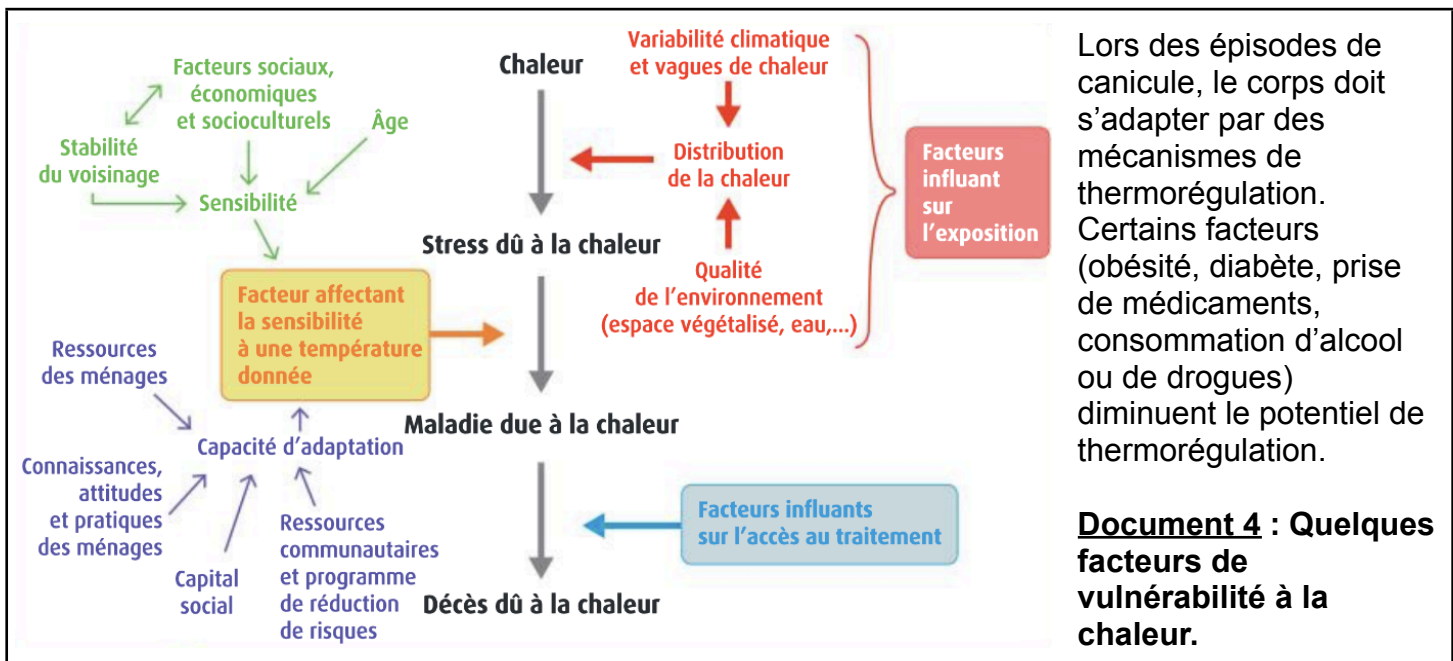 Facteurs sociaux,
économiques
et socioculturels
Âge
Stabilité
du voisinage
Sensibilité
Chaleur
Variabilité climatique
et vagues de chaleur
Distribution
de la chaleur
Facteurs
influant
sur
l'exposition
Stress dû à la chaleur
Qualité
de l'environnement
(espace végétalisé, eau,...)
Facteur affectant
la sensibilité
à une température
donnée
Ressources
des ménages
Maladie due à la chaleur
Capacité d'adaptation
Connaissances,
attitudes
et pratiques
des ménages
Capital
social
Ressources
communautaires
et programme
de réduction
de risques
Facteurs influants
sur l'accès au traitement
Décès dû à la chaleur
Lors des épisodes de
canicule, le corps doit
s'adapter par des
mécanismes de
thermorégulation.
Certains facteurs
(obésité, diabète, prise
de médicaments,
consommation d'alcool
ou de drogues)
diminuent le potentiel de
thermorégulation.
Document 4 : Quelques
facteurs de
vulnérabilité à la
chaleur.